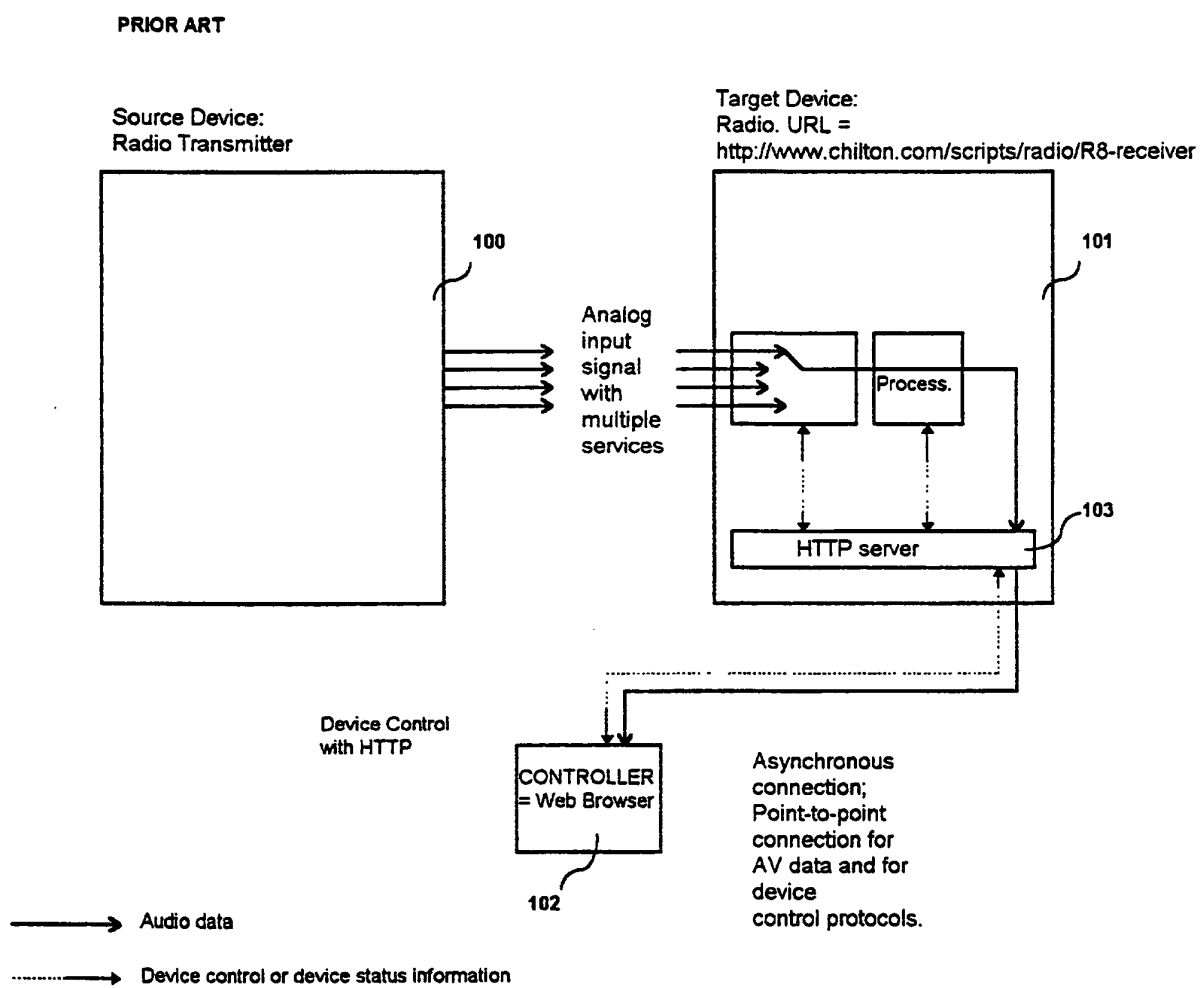 PRIOR ART
Source Device:
Radio Transmitter
Target Device:
Radio. URL =
http://www.chilton.com/scripts/radio/R8-receiver
100
101
Analog
input
signal
with
multiple
services
Process.
103
HTTP server
Device Control
with HTTP
CONTROLLER
= Web Browser
102
Asynchronous
connection;
Point-to-point
connection for
AV data and for
device
control protocols.
Audio data
Device control or device status information